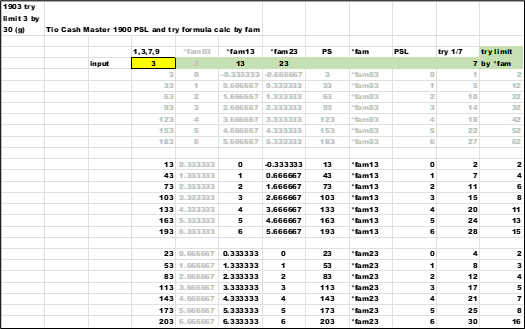 1903 try
limit 3 by
30 (g) Tio Cash Master 1900 PSL and try formula calc by fam
1,3,7,9 *fam03 *fam13 *fam23 PS *fam PSL try 1/7 try limit
input 3 3 13 23 7 by *fam
3 0 -0.333333 -0.666667 3 *fam03 0 1 2
33 1 0.666667 0.333333 33 *fam03 1 5 12
63 2 1.666667 1.333333 63 *fam03 2 10 22
93 3 2.666667 2.333333 93 *fam03 3 14 32
123 4 3.666667 3.333333 123 *fam03 4 18 42
153 5 4.666667 4.333333 153 *fam03 5 22 52
183 6 5.666667 5.333333 183 *fam03 6 27 62
13 0.333333 0 -0.333333 13 *fam13 0 2 2
43 1.333333 1 0.666667 43 *fam13 1 7 4
73 2.333333 2 1.666667 73 *fam13 2 11 6
103 3.333333 3 2.666667 103 *fam13 3 15 8
133 4.333333 4 3.666667 133 *fam13 4 20 11
163 5.333333 5 4.666667 163 *fam13 5 24 13
193 6.333333 6 5.666667 193 *fam13 6 28 15
23 0.666667 0.333333 0 23 *fam23 0 4 2
53 1.666667 1.333333 1 53 *fam23 1 8 3
83 2.666667 2.333333 2 83 *fam23 2 12 4
113 3.666667 3.333333 3 113 *fam23 3 17 5
143 4.666667 4.333333 4 143 *fam23 4 21 7
173 5.666667 5.333333 5 173 *fam23 5 25 8
203 6.666667 6.333333 6 203 *fam23 6 30 16